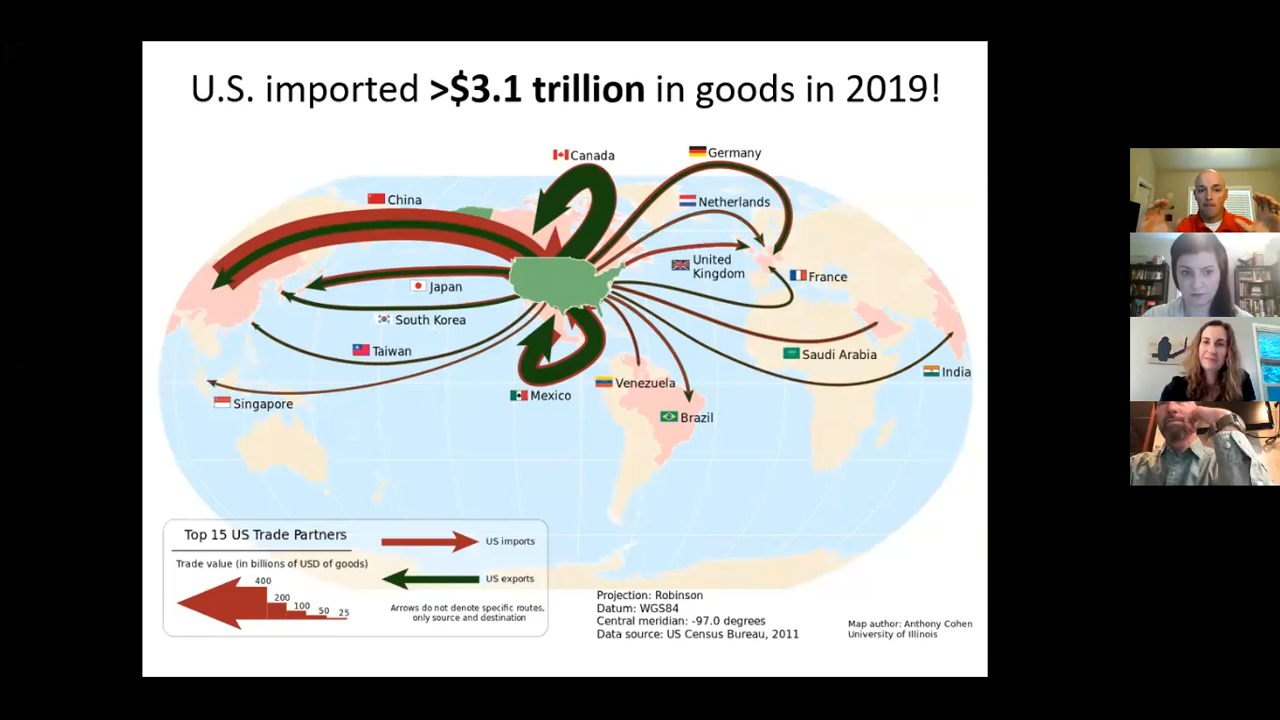 U.S. imported >$3.1 trillion in goods in 2019!
Canada
Germany
China
Netherlands
United
Kingdom
France
Japan
South Korea
Taiwan
Saudi Arabia
India
Singapore
Mexico
Venezuela
Brazil
Top 15 US Trade Partners
US imports
Trade value (in billions of USD of goods)
400
200
100
50
25
US exports
Arrows do not denote specific routes,
only source and destination
Projection: Robinson
Datum: WGS84
Central meridian: -97.0 degrees
Data source: US Census Bureau, 2011
Map author: Anthony Cohen
University of Illinois